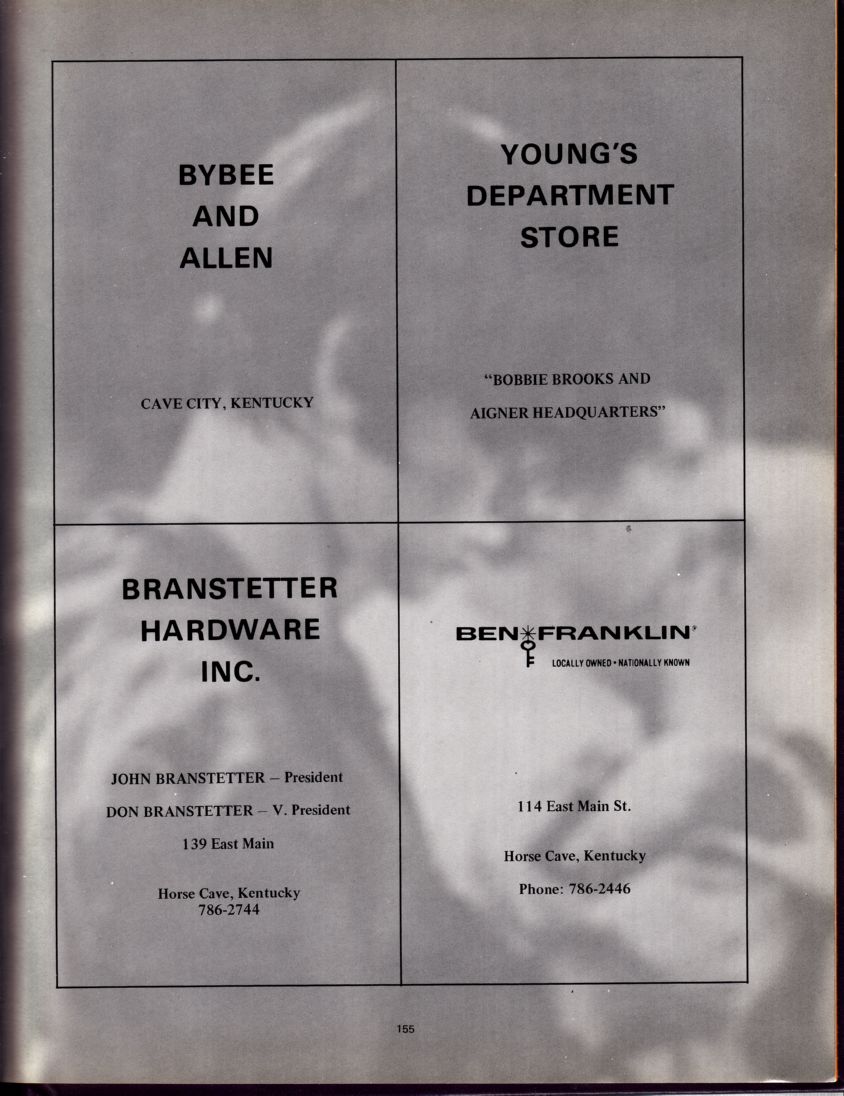 BYBEE
AND
ALLEN
CAVE CITY, KENTUCKY
YOUNG'S
DEPARTMENT
STORE
“BOBBIE BROOKS AND
AIGNER HEADQUARTERS”
BRANSTETTER
HARDWARE
INC.
JOHN BRANSTETTER – President
DON BRANSTETTER – V. President
139 East Main
Horse Cave, Kentucky
786-2744
BEN FRANKLIN®
LOCALLY OWNED • NATIONALLY KNOWN
114 East Main St.
Horse Cave, Kentucky
Phone: 786-2446
155